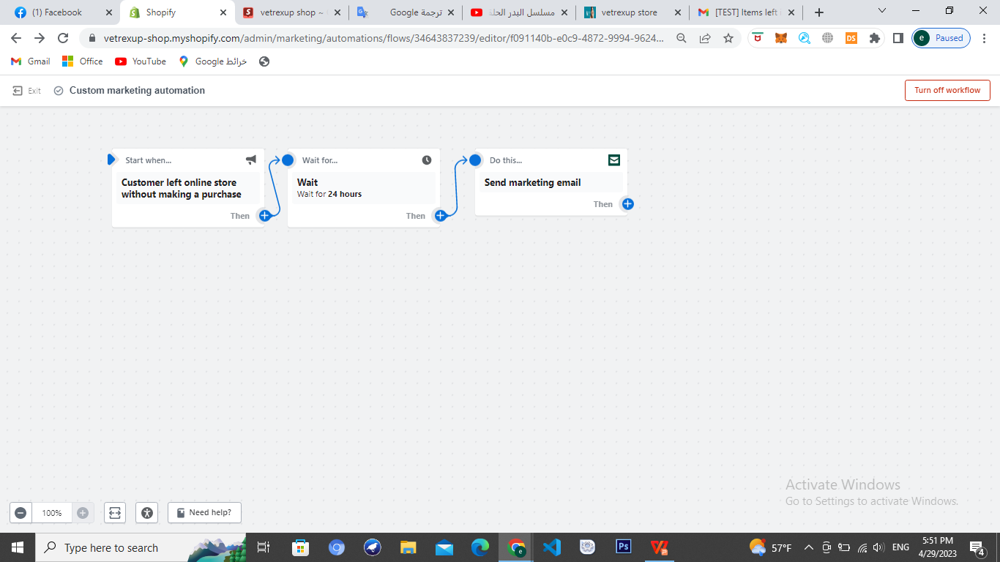 (1) Facebook
Shopify
vetrexup shop ~
ترجمة Google
مسلسل البدر الحلقة
vetrexup store
[TEST] Items left
vetrexup-shop.myshopify.com/admin/marketing/automations/flows/34643837239/editor/f091140b-e0c9-4872-9994-9624...
DS
e
Paused
Gmail
Office
YouTube
خرائط Google
Exit
Custom marketing automation
Turn off workflow
Start when...
Customer left online store
without making a purchase
Then
Wait for...
Wait
Wait for 24 hours
Then
Do this...
Send marketing email
Then
Activate Windows
Go to Settings to activate Windows.
100%
Need help?
Type here to search
Ps
57°F
ENG
5:51 PM
4/29/2023
4